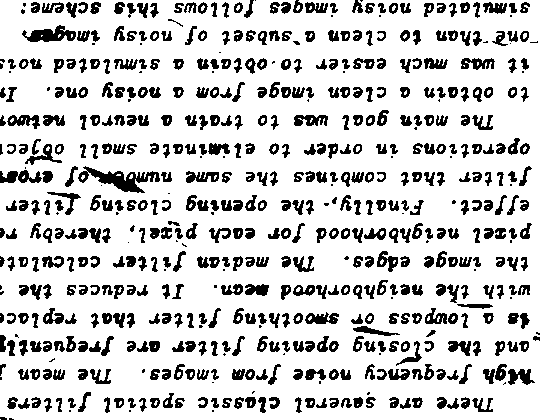 There are several classic spatial filters
high frequency noise from images. The mean
and the closing opening filter are frequentl
is a lowpass or smoothing filter that replac
with the neighborhood mean. It reduces the
the image edges. The median filter calculate
pixel neighborhood for each pixel, thereby re
effect. Finally, the opening closing filter
filter that combines the same number of eros
operations in order to eliminate small objec
The main goal was to train a neural networ
to obtain a clean image from a noisy one. In
it was much easier to obtain a simulated nois
one than to clean a subset of noisy images.
simulated noisy images follows this scheme: